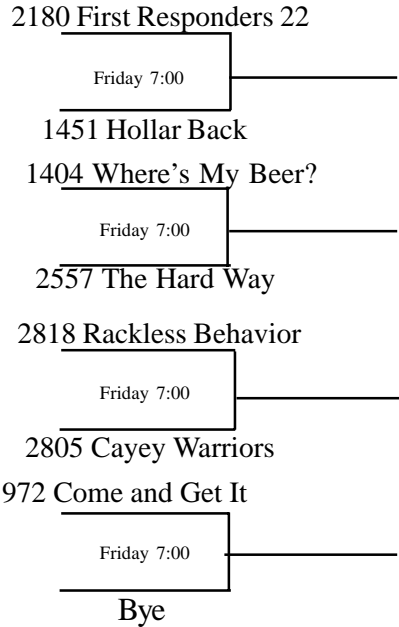 2180 First Responders 22
Friday 7:00
1451 Hollar Back
1404 Where's My Beer?
Friday 7:00
2557 The Hard Way
2818 Rackless Behavior
Friday 7:00
2805 Cayey Warriors
972 Come and Get It
Friday 7:00
Bye